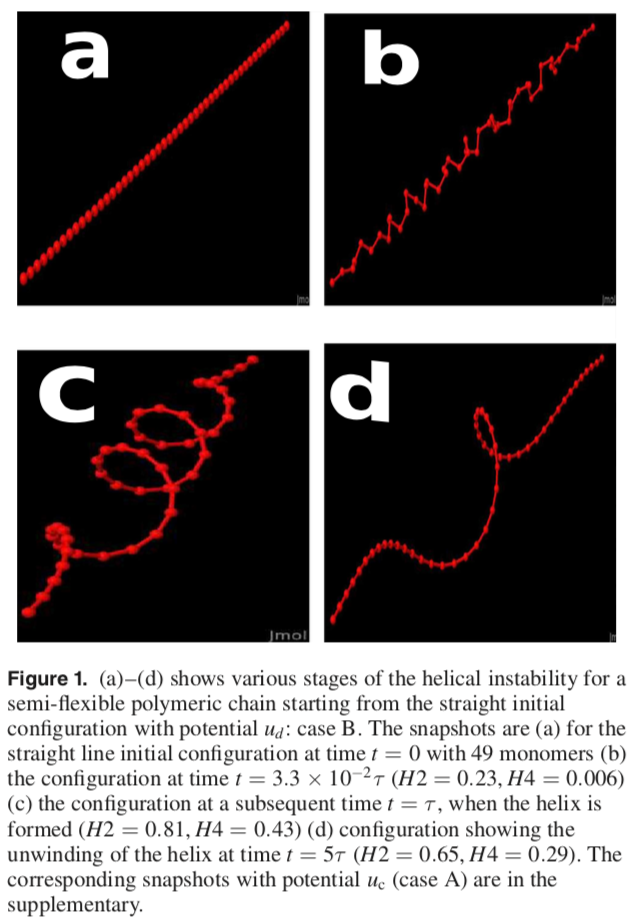 a
b
Jmo
Jmol
c
d
Jmol
Figure 1. (a)–(d) shows various stages of the helical instability for a
semi-flexible polymeric chain starting from the straight initial
configuration with potential u_d: case B. The snapshots are (a) for the
straight line initial configuration at time t = 0 with 49 monomers (b)
the configuration at time t = 3.3 × 10⁻²τ (H2 = 0.23, H4 = 0.006)
(c) the configuration at a subsequent time t = τ, when the helix is
formed (H2 = 0.81, H4 = 0.43) (d) configuration showing the
unwinding of the helix at time t = 5τ (H2 = 0.65, H4 = 0.29). The
corresponding snapshots with potential u_c (case A) are in the
supplementary.